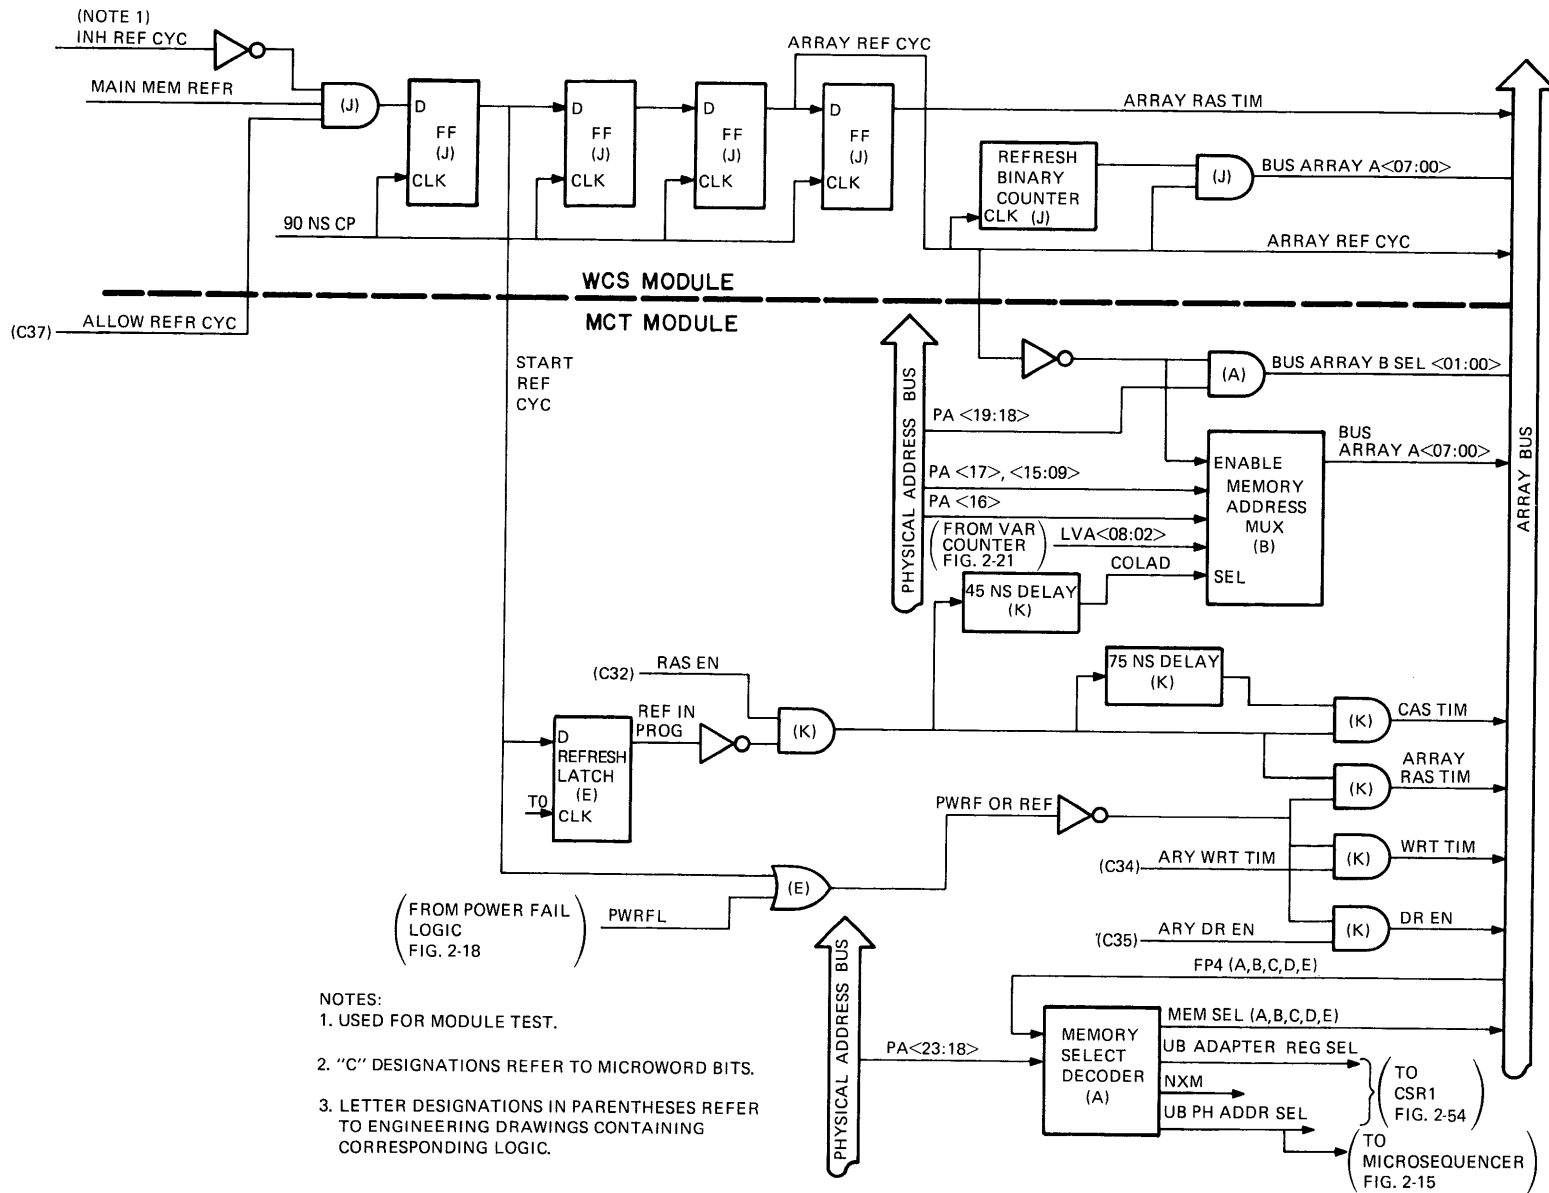 (NOTE 1)
INH REF CYC
MAIN MEM REFR
(J)
D
FF
(J)
CLK
D
FF
(J)
CLK
D
FF
(J)
CLK
D
FF
(J)
CLK
90 NS CP
ARRAY REF CYC
ARRAY RAS TIM
REFRESH
BINARY
COUNTER
CLK (J)
(J)
BUS ARRAY A<07:00>
ARRAY REF CYC
WCS MODULE
MCT MODULE
(C37)
ALLOW REFR CYC
START
REF
CYC
PHYSICAL ADDRESS BUS
ARRAY BUS
(A)
BUS ARRAY B SEL <01:00>
PA <19:18>
PA <17>, <15:09>
PA <16>
(FROM VAR
COUNTER
FIG. 2-21)
LVA<08:02>
COLAD
ENABLE
MEMORY
ADDRESS
MUX
(B)
SEL
BUS
ARRAY A<07:00>
45 NS DELAY
(K)
(C32)
RAS EN
REF IN
PROG
D
REFRESH
LATCH
(E)
T0
CLK
(K)
75 NS DELAY
(K)
(K)
CAS TIM
(K)
ARRAY
RAS TIM
PWRF OR REF
(C34)
ARY WRT TIM
(K)
WRT TIM
(C35)
ARY DR EN
(K)
DR EN
(E)
(FROM POWER FAIL
LOGIC
FIG. 2-18)
PWRFL
PHYSICAL ADDRESS BUS
FP4 (A,B,C,D,E)
PA<23:18>
MEMORY
SELECT
DECODER
(A)
MEM SEL (A,B,C,D,E)
UB ADAPTER REG SEL
NXM
UB PH ADDR SEL
(TO
CSR1
FIG. 2-54)
(TO
MICROSEQUENCER
FIG. 2-15)
NOTES:
1. USED FOR MODULE TEST.
2. "C" DESIGNATIONS REFER TO MICROWORD BITS.
3. LETTER DESIGNATIONS IN PARENTHESES REFER
TO ENGINEERING DRAWINGS CONTAINING
CORRESPONDING LOGIC.